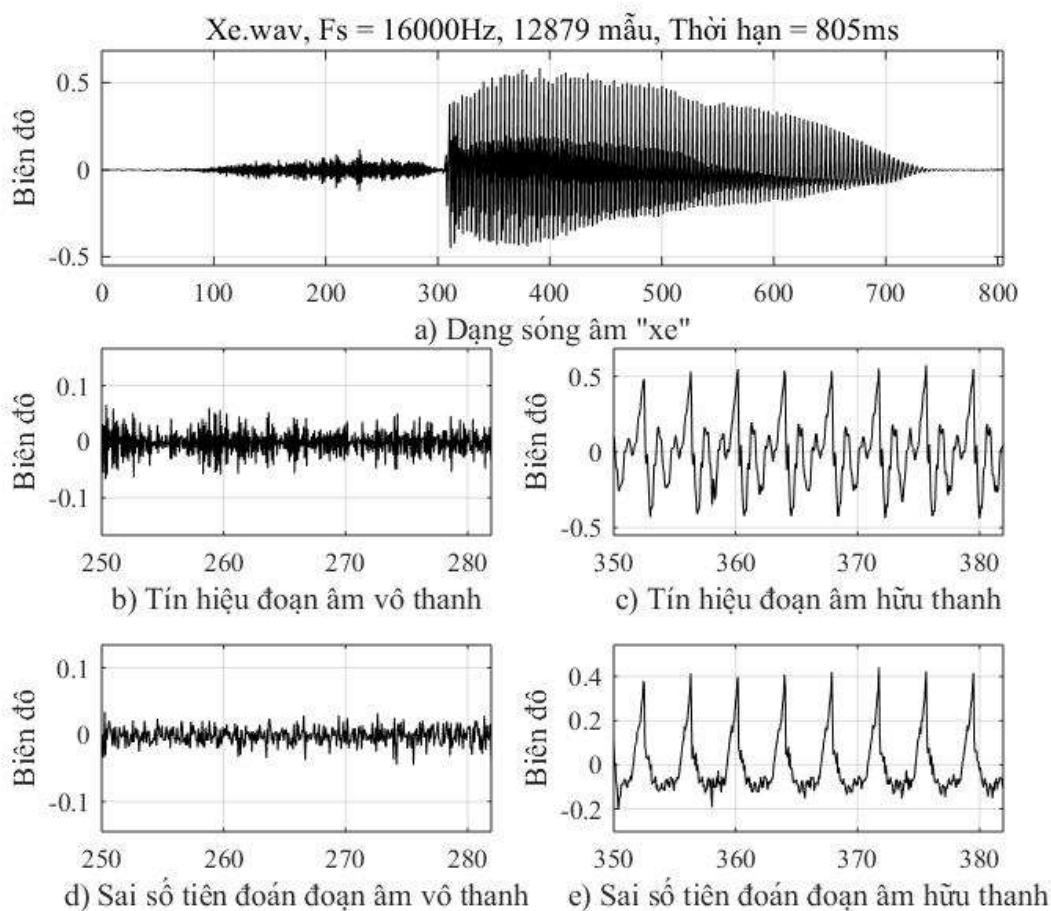 Xe.wav, Fs = 16000Hz, 12879 mẫu, Thời hạn = 805ms
0.5
0
-0.5
Biên độ
0 100 200 300 400 500 600 700 800
a) Dạng sóng âm "xe"
0.1
0
-0.1
Biên độ
250 260 270 280
b) Tín hiệu đoạn âm vô thanh
0.5
0
-0.5
Biên độ
350 360 370 380
c) Tín hiệu đoạn âm hữu thanh
0.1
0
-0.1
Biên độ
250 260 270 280
d) Sai số tiên đoán đoạn âm vô thanh
0.4
0.2
0
-0.2
Biên độ
350 360 370 380
e) Sai số tiên đoán đoạn âm hữu thanh